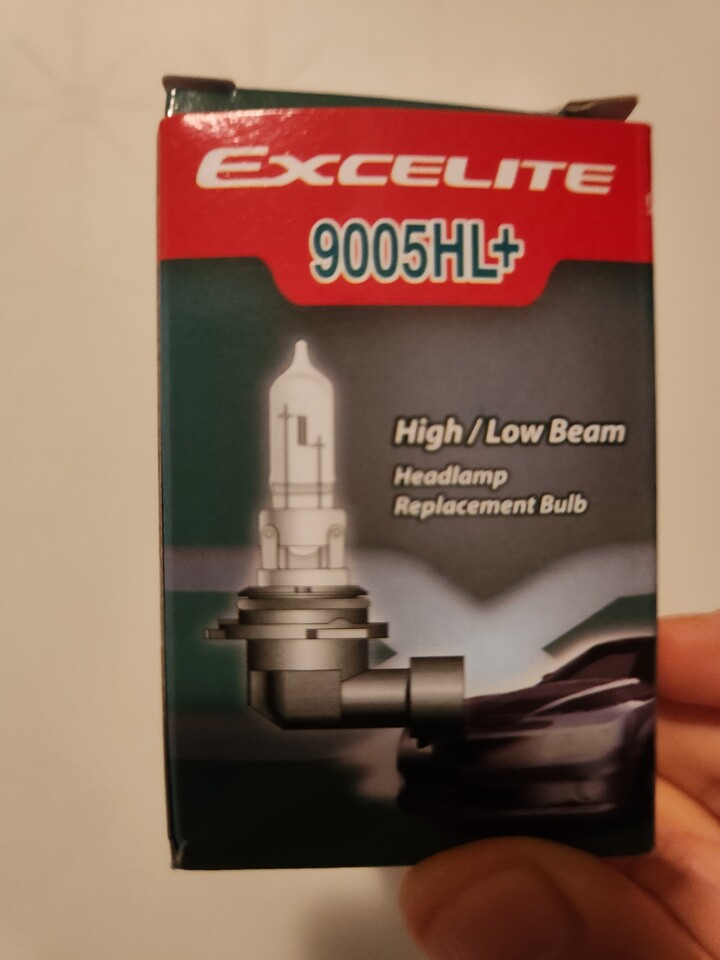 EXCELITE
9005HL+
High / Low Beam
Headlamp
Replacement Bulb